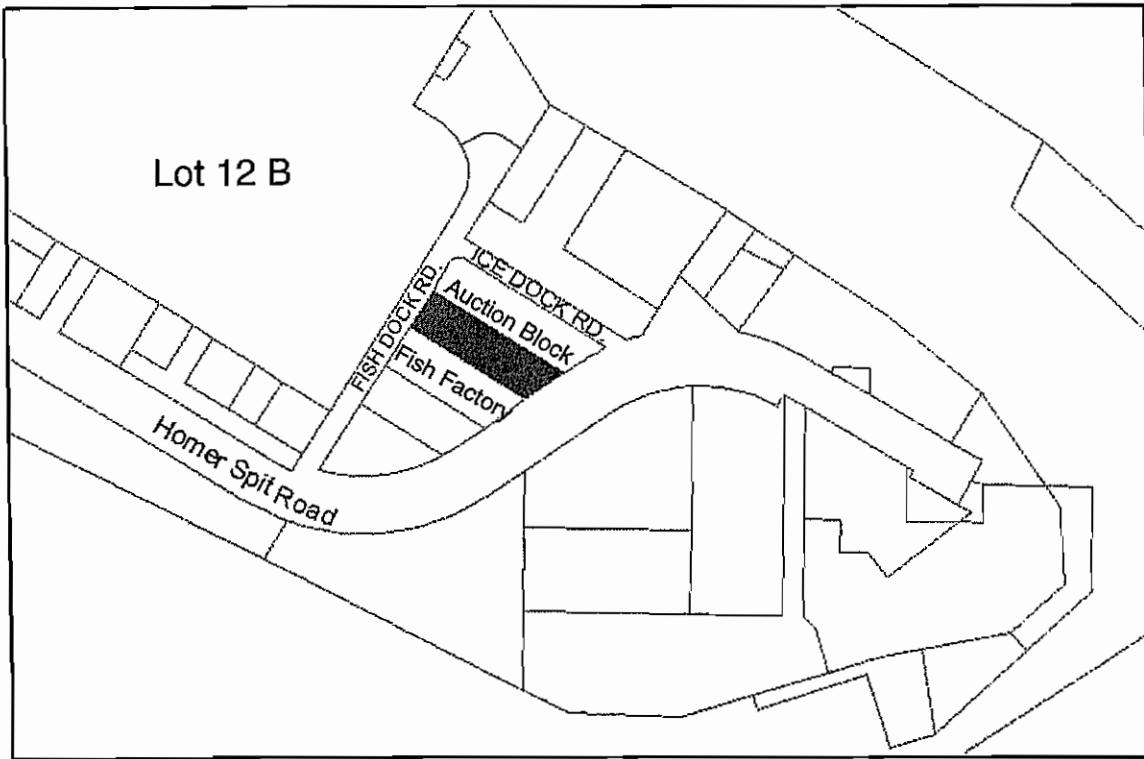 Lot 12 B
ICE DOCK RD.
Auction Block
FISH DOCK RD.
Fish Factory
Homer Spit Road